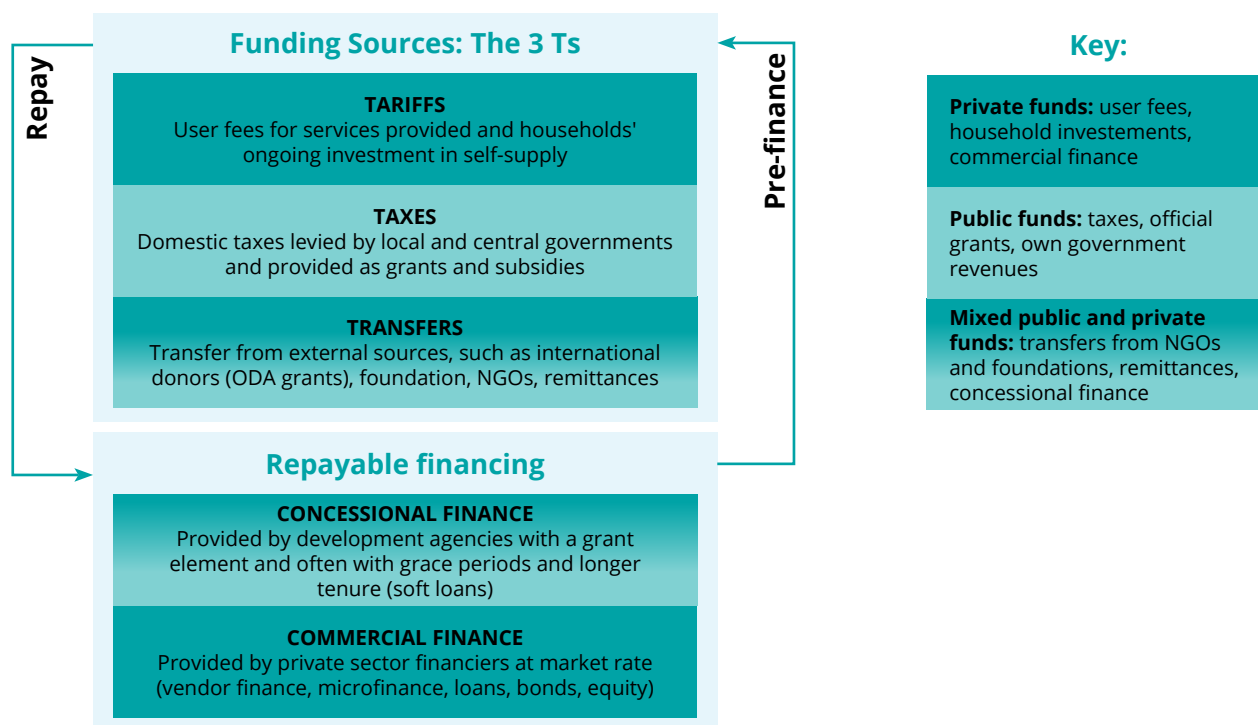 Funding Sources: The 3 Ts
Repay
Pre-finance
TARIFFS
User fees for services provided and households'
ongoing investment in self-supply
TAXES
Domestic taxes levied by local and central governments
and provided as grants and subsidies
TRANSFERS
Transfer from external sources, such as international
donors (ODA grants), foundation, NGOs, remittances
Repayable financing
CONCESSIONAL FINANCE
Provided by development agencies with a grant
element and often with grace periods and longer
tenure (soft loans)
COMMERCIAL FINANCE
Provided by private sector financiers at market rate
(vendor finance, microfinance, loans, bonds, equity)
Key:
Private funds: user fees,
household investements,
commercial finance
Public funds: taxes, official
grants, own government
revenues
Mixed public and private
funds: transfers from NGOs
and foundations, remittances,
concessional finance